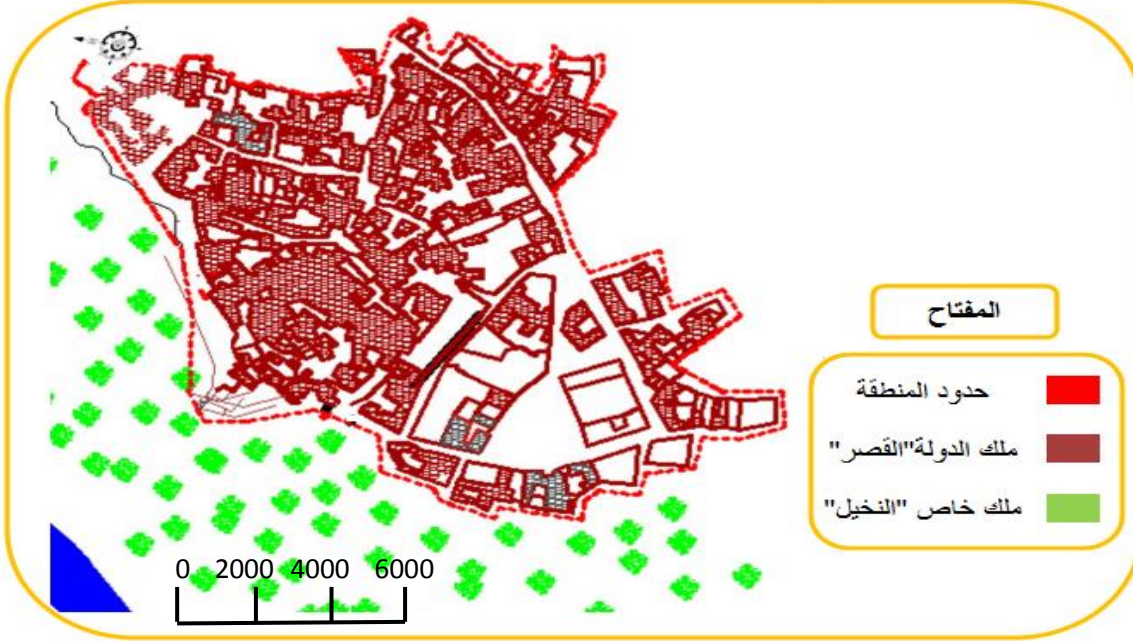 المفتاح
حدود المنطقة
ملك الدولة"القصر"
ملك خاص "النخيل"
0 2000 4000 6000